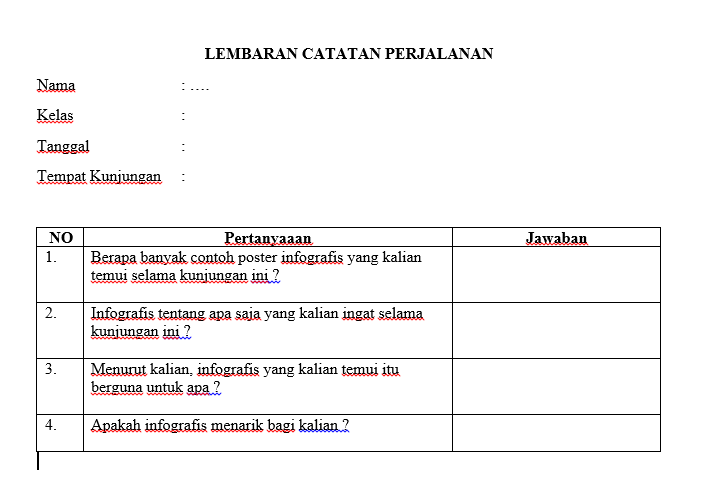 LEMBARAN CATATAN PERJALANAN
Nama : ....
Kelas :
Tanggal :
Tempat Kunjungan :
NO Pertanyaaan Jawaban
1. Berapa banyak contoh poster infografis yang kalian
temui selama kunjungan ini ?
2. Infografis tentang apa saja yang kalian ingat selama
kunjungan ini ?
3. Menurut kalian, infografis yang kalian temui itu
berguna untuk apa ?
4. Apakah infografis menarik bagi kalian ?